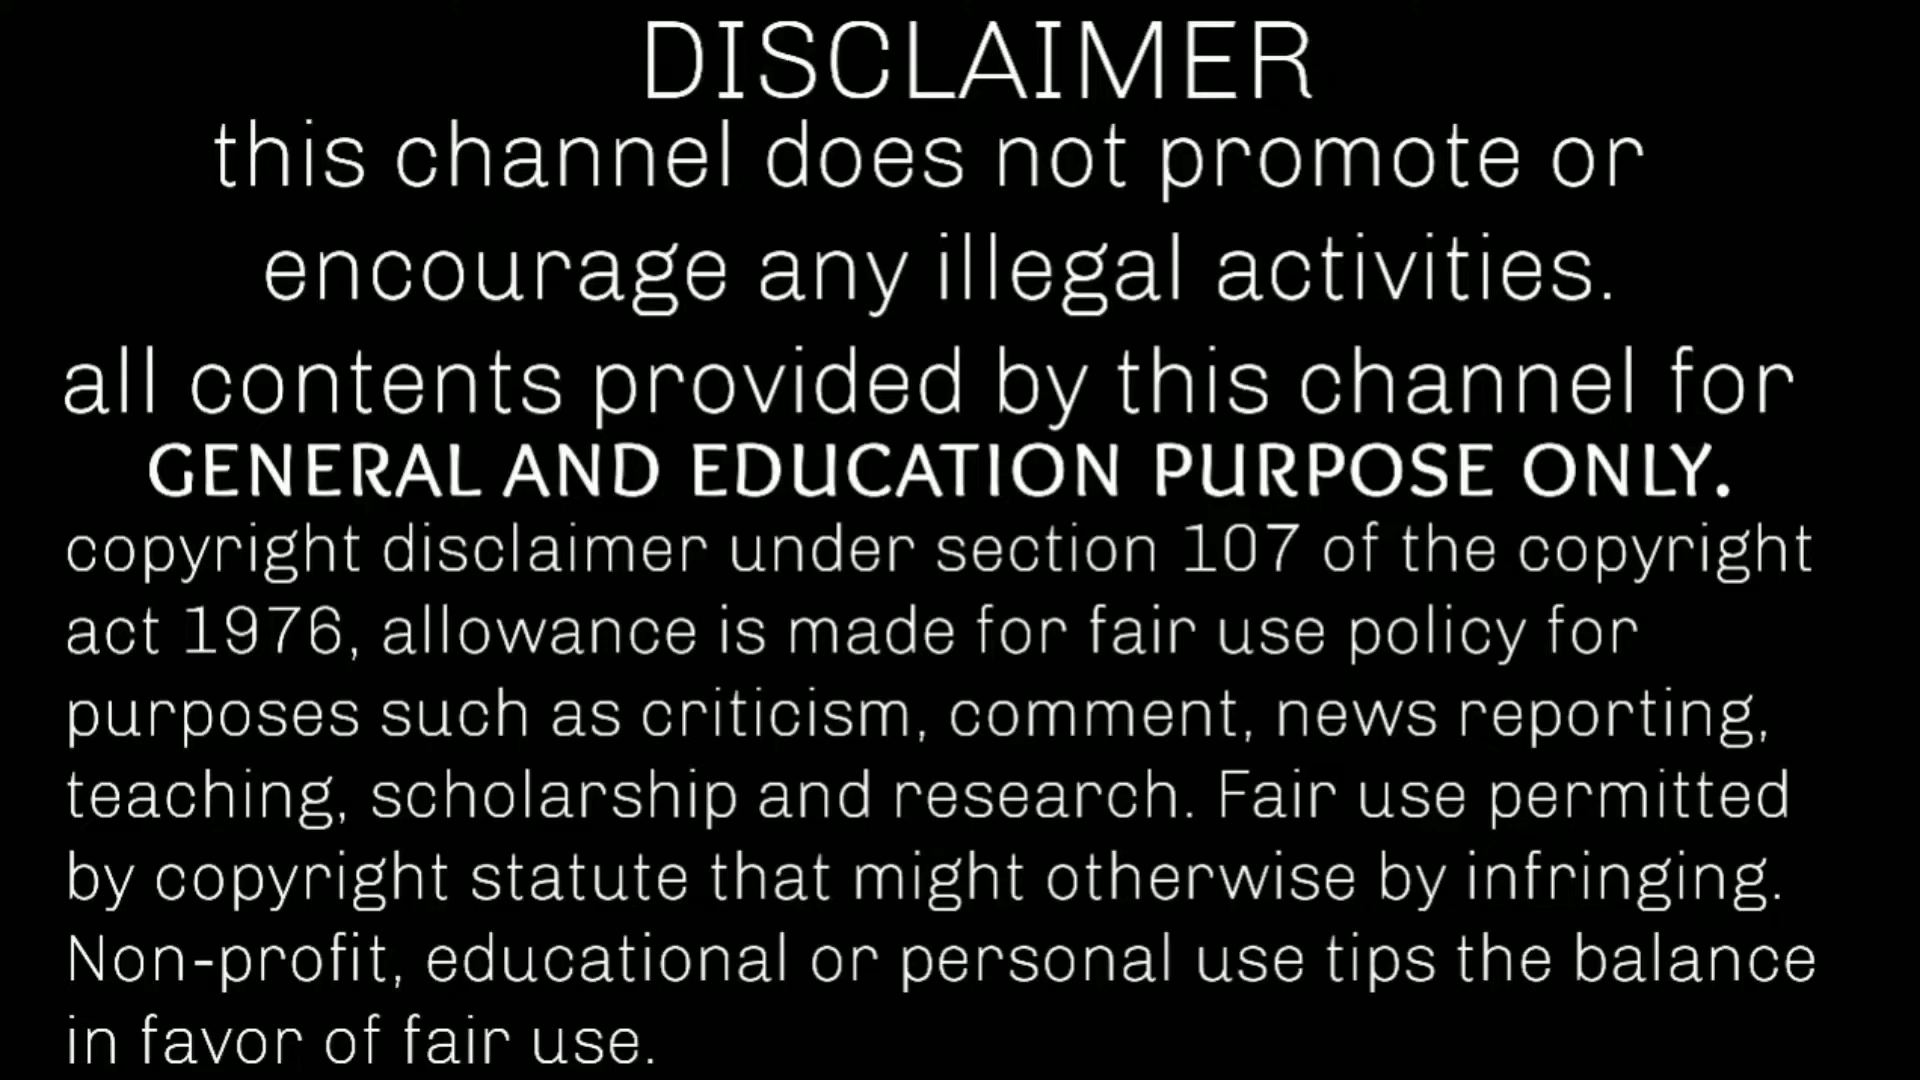 DISCLAIMER
this channel does not promote or
encourage any illegal activities.
all contents provided by this channel for
GENERAL AND EDUCATION PURPOSE ONLY.
copyright disclaimer under section 107 of the copyright
act 1976, allowance is made for fair use policy for
purposes such as criticism, comment, news reporting,
teaching, scholarship and research. Fair use permitted
by copyright statute that might otherwise by infringing.
Non-profit, educational or personal use tips the balance
in favor of fair use.